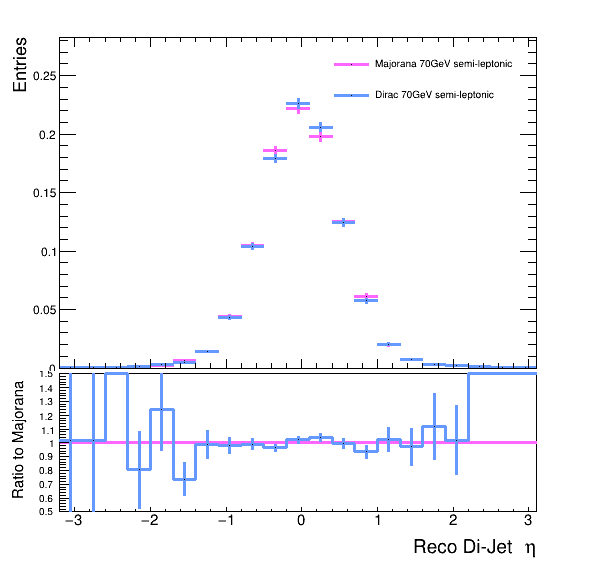 Entries
Majorana 70GeV semi-leptonic
Dirac 70GeV semi-leptonic
0.25
0.2
0.15
0.1
0.05
0
Ratio to Majorana
1.5
1.4
1.3
1.2
1.1
1
0.9
0.8
0.7
0.6
0.5
−3 −2 −1 0 1 2 3
Reco Di-Jet η